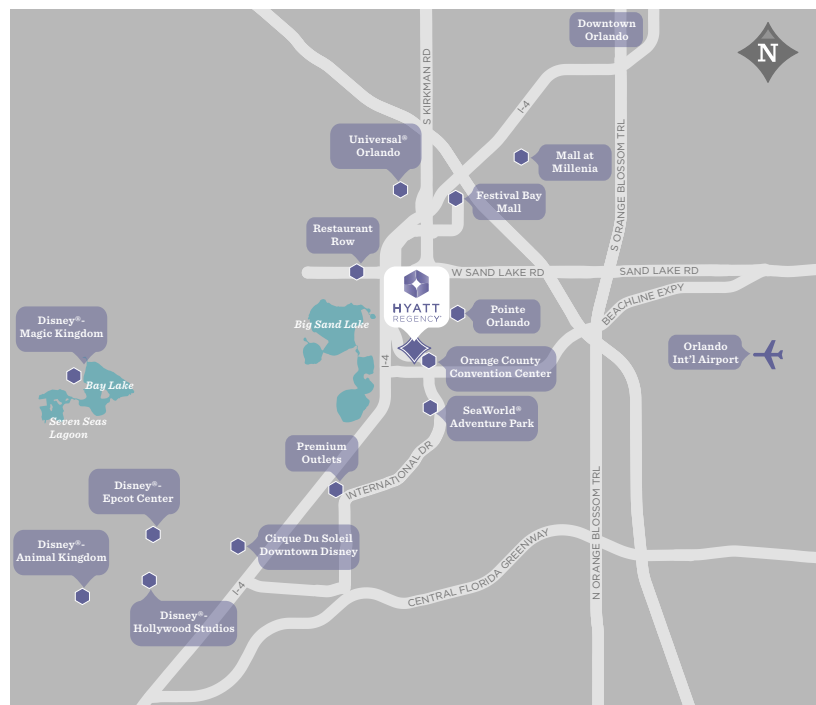 Downtown
Orlando
N
S KIRKMAN RD
I-4
Universal®
Orlando
Mall at
Millenia
S ORANGE BLOSSOM TRL
Festival Bay
Mall
Restaurant
Row
W SAND LAKE RD
SAND LAKE RD
HYATT
REGENCY
BEACHLINE EXPY
Disney®-
Magic Kingdom
Big Sand Lake
Pointe
Orlando
Orlando
Int'l Airport
I-4
Orange County
Convention Center
Bay Lake
Seven Seas
Lagoon
SeaWorld®
Adventure Park
Premium
Outlets
INTERNATIONAL DR
Disney®-
Epcot Center
N ORANGE BLOSSOM TRL
Disney®-
Animal Kingdom
Cirque Du Soleil
Downtown Disney
I-4
CENTRAL FLORIDA GREENWAY
Disney®-
Hollywood Studios